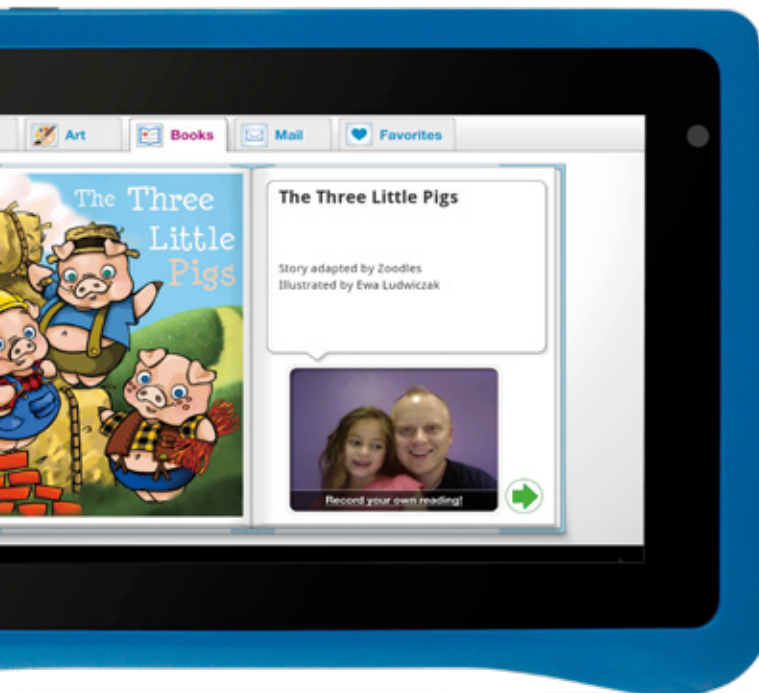 Art
Books
Mail
Favorites
The Three
Little
Pigs
The Three Little Pigs
Story adapted by Zoodles
Illustrated by Ewa Ludwiczak
Record your own reading!